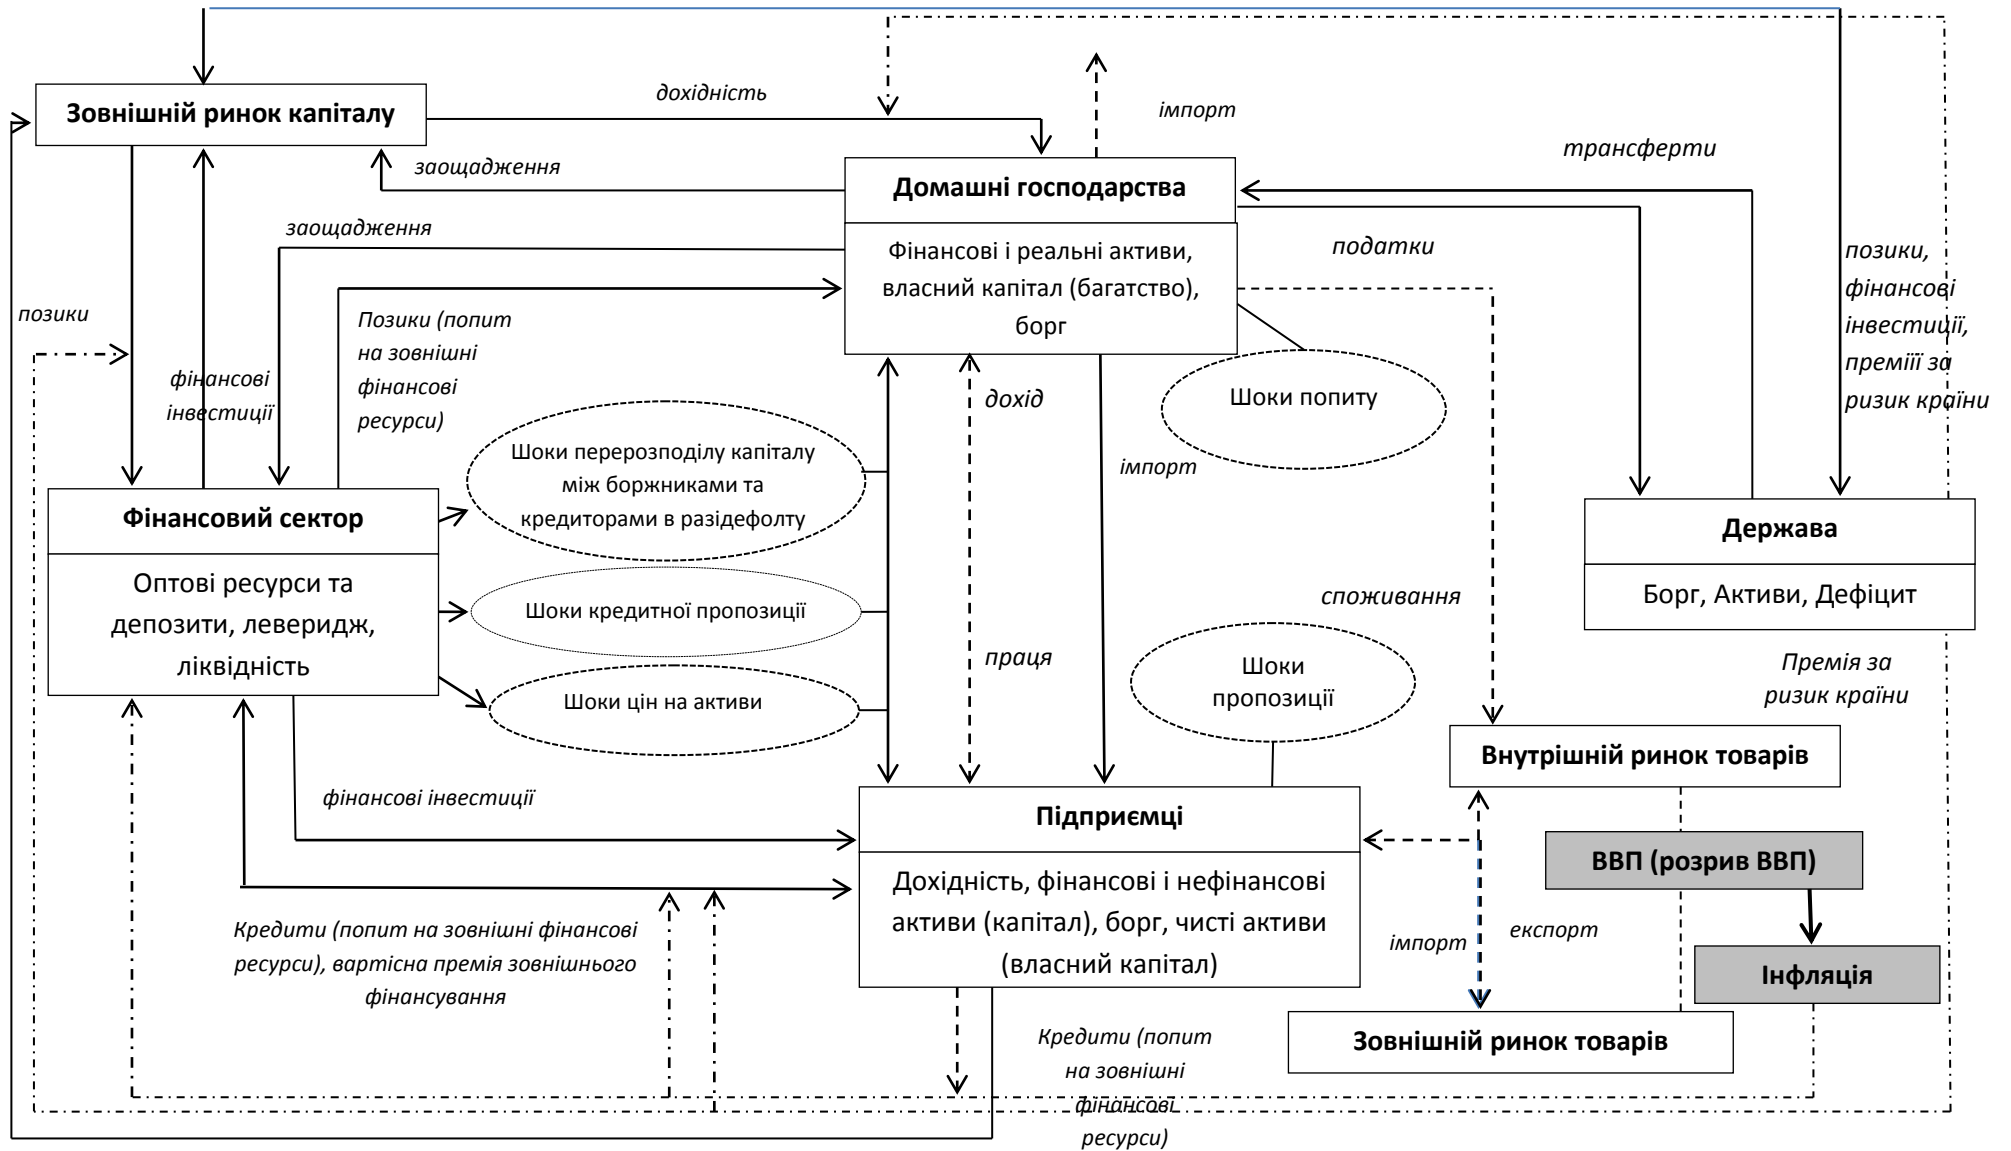 дохідність
імпорт
Зовнішній ринок капіталу
трансферти
заощадження
Домашні господарства
заощадження
податки
позики,
фінансові
інвестиції,
преміїі за
ризик країни
Фінансові і реальні активи,
власний капітал (багатство),
борг
позики
Позики (попит
на зовнішні
фінансові
ресурси)
фінансові
інвестиції
дохід
Шоки попиту
Шоки перерозподілу капіталу
між боржниками та
кредиторами в разідефолту
імпорт
Фінансовий сектор
Держава
Оптові ресурси та
депозити, леверидж,
ліквідність
Борг, Активи, Дефіцит
Шоки кредитної пропозиції
споживання
праця
Шоки
пропозиції
Премія за
ризик країни
Шоки цін на активи
Внутрішній ринок товарів
фінансові інвестиції
Підприємці
ВВП (розрив ВВП)
Дохідність, фінансові і нефінансові
активи (капітал), борг, чисті активи
(власний капітал)
Кредити (попит на зовнішні фінансові
ресурси), вартісна премія зовнішнього
фінансування
імпорт
експорт
Інфляція
Зовнішній ринок товарів
Кредити (попит
на зовнішні
фінансові
ресурси)